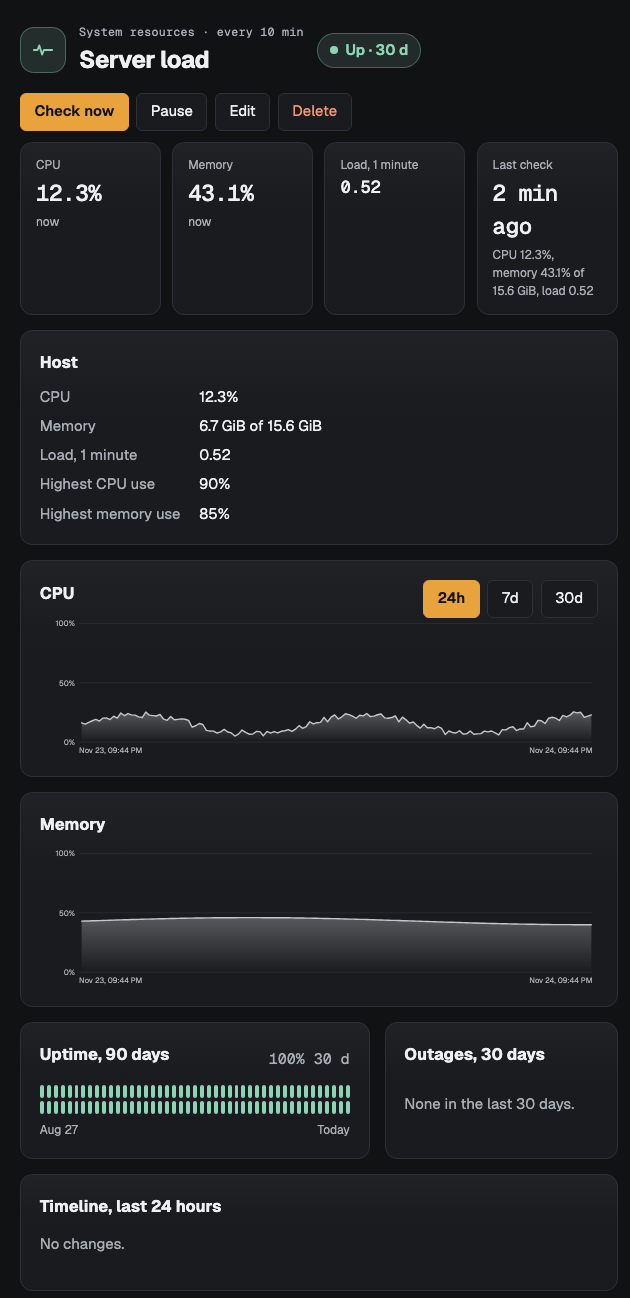 System resources · every 10 min
Server load
Up · 30 d
Check now
Pause
Edit
Delete
CPU
12.3%
now
Memory
43.1%
now
Load, 1 minute
0.52
Last check
2 min
ago
CPU 12.3%,
memory 43.1% of
15.6 GiB, load 0.52
Host
CPU 12.3%
Memory 6.7 GiB of 15.6 GiB
Load, 1 minute 0.52
Highest CPU use 90%
Highest memory use 85%
CPU
24h
7d
30d
100%
50%
0%
Nov 23, 09:44 PM
Nov 24, 09:44 PM
Memory
100%
50%
0%
Nov 23, 09:44 PM
Nov 24, 09:44 PM
Uptime, 90 days
100% 30 d
Aug 27
Today
Outages, 30 days
None in the last 30 days.
Timeline, last 24 hours
No changes.